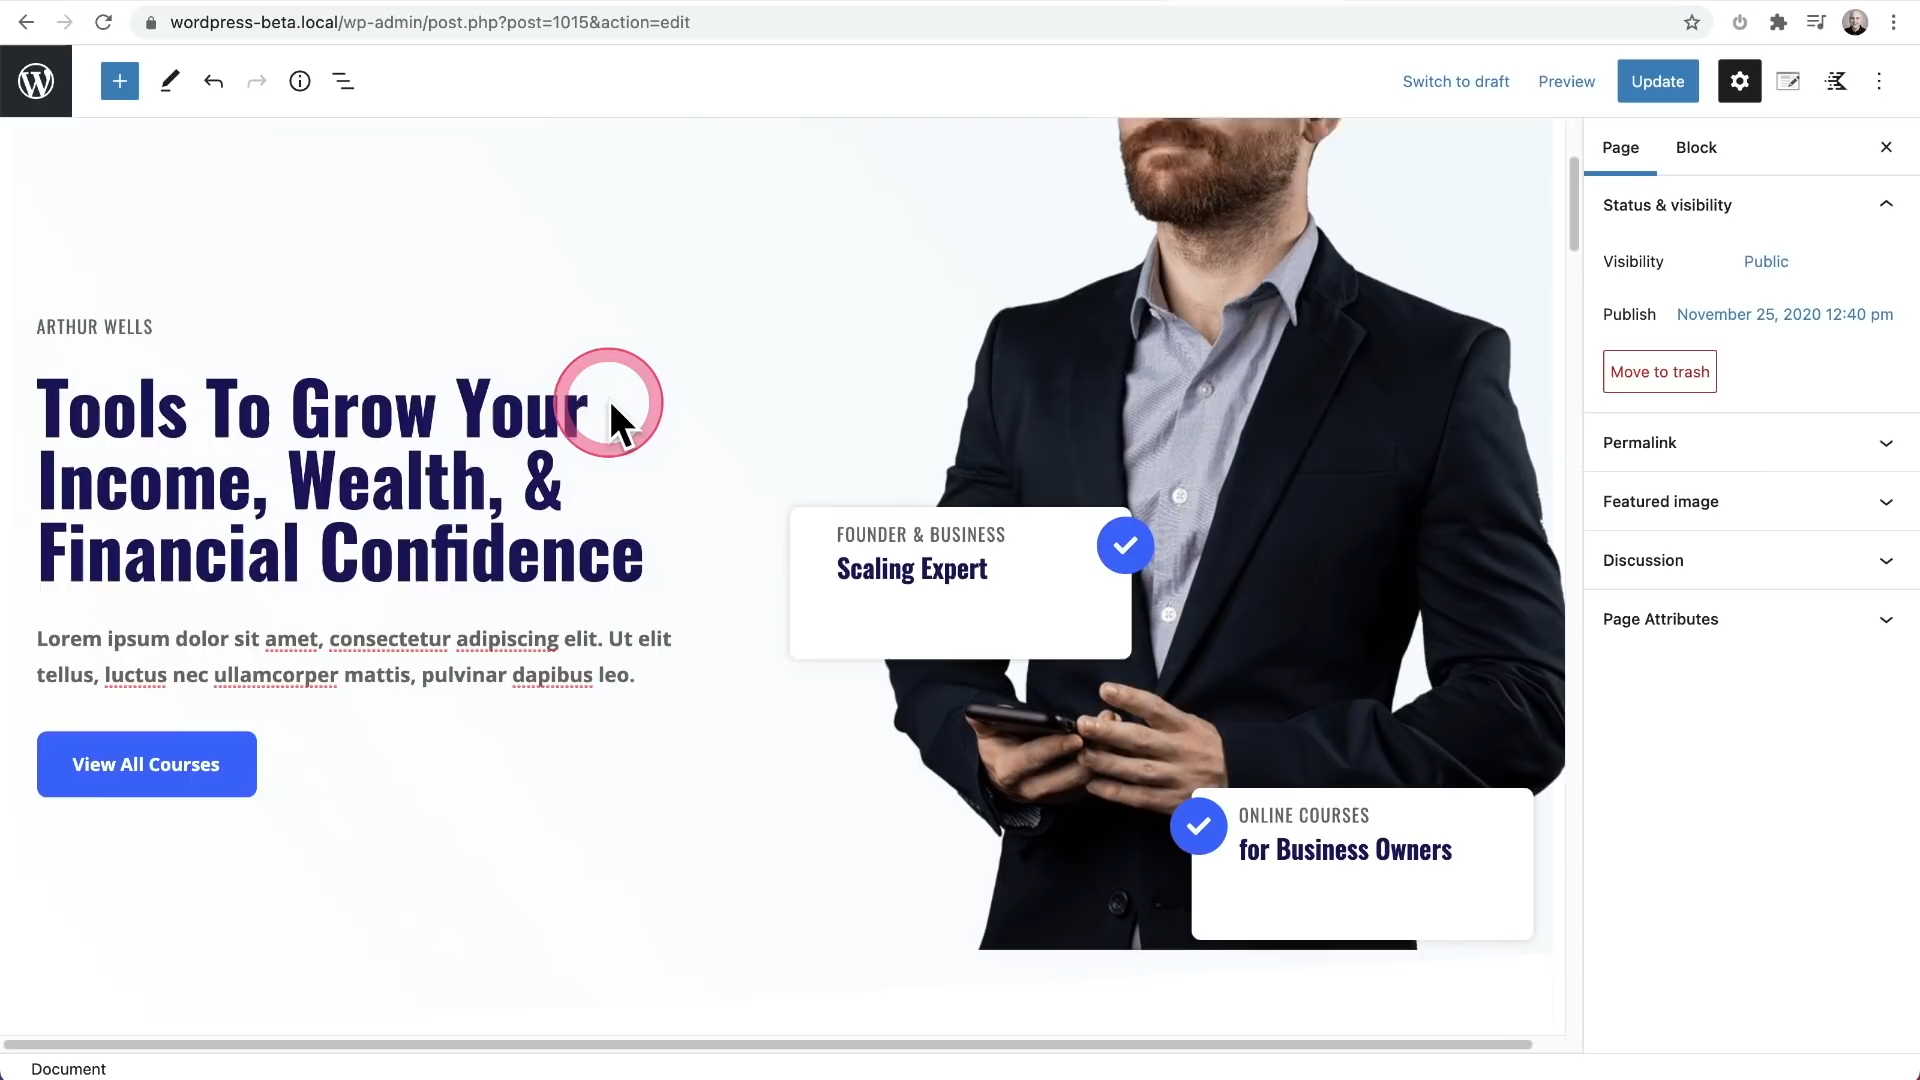 wordpress-beta.local/wp-admin/post.php?post=1015&action=edit
Switch to draft
Preview
Update
Page
Block
Status & visibility
Visibility
Public
Publish
November 25, 2020 12:40 pm
Move to trash
Permalink
Featured image
Discussion
Page Attributes
ARTHUR WELLS
Tools To Grow Your
Income, Wealth, &
Financial Confidence
Lorem ipsum dolor sit amet, consectetur adipiscing elit. Ut elit
tellus, luctus nec ullamcorper mattis, pulvinar dapibus leo.
View All Courses
FOUNDER & BUSINESS
Scaling Expert
ONLINE COURSES
for Business Owners
Document